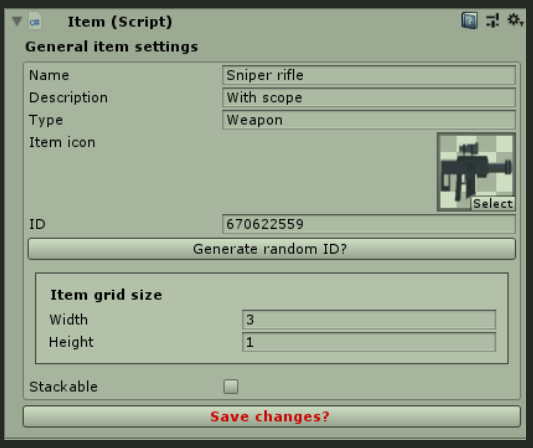 Item (Script)
General item settings
Name Sniper rifle
Description With scope
Type Weapon
Item icon
Select
ID 670622559
Generate random ID?
Item grid size
Width 3
Height 1
Stackable
Save changes?